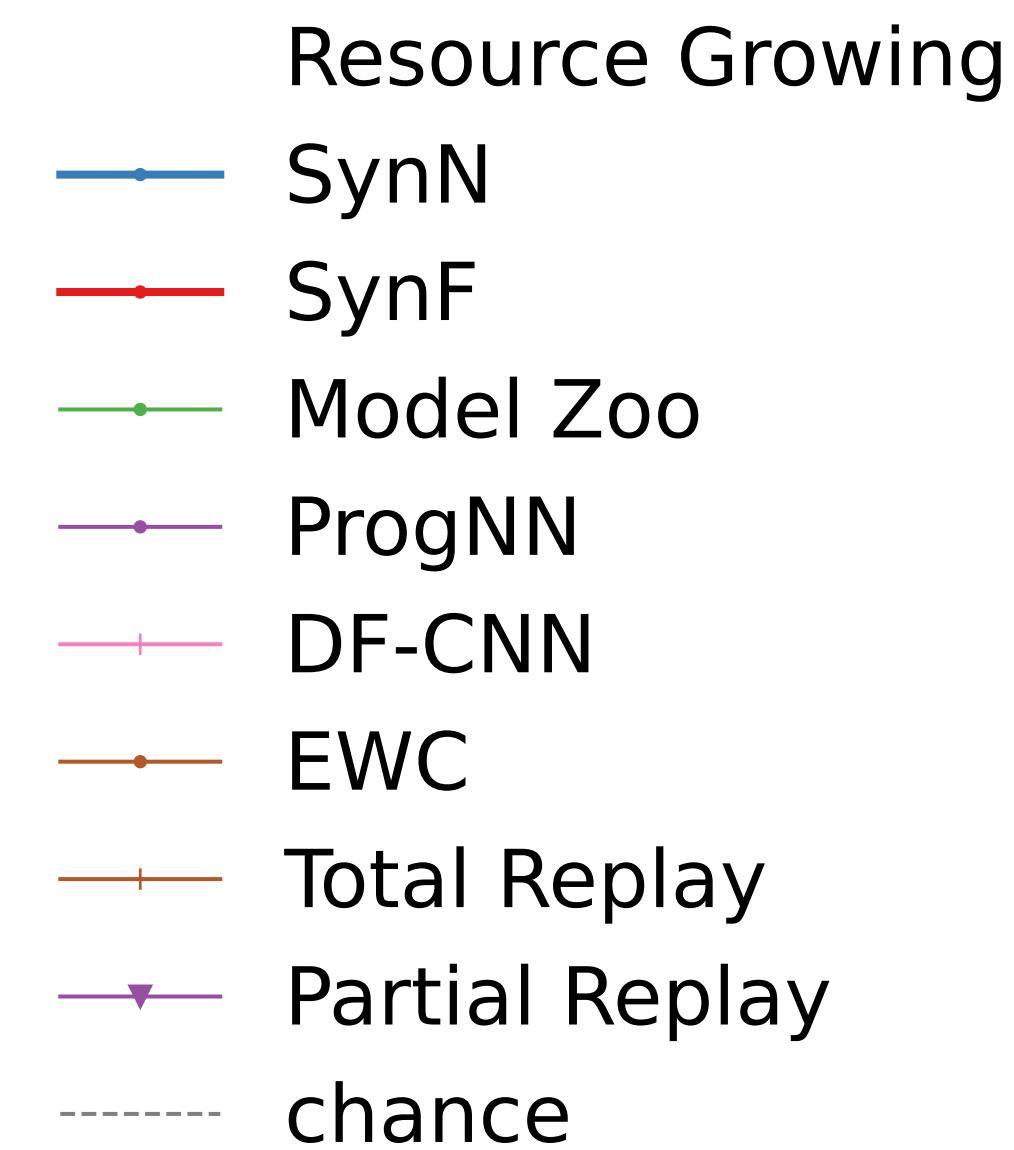 Resource Growing
SynN
SynF
Model Zoo
ProgNN
DF-CNN
EWC
Total Replay
Partial Replay
chance